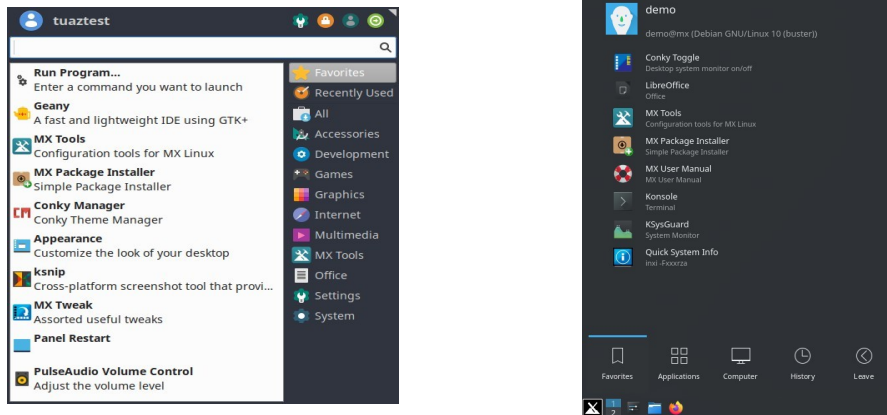 tuaztest
Run Program...
Enter a command you want to launch
Geany
A fast and lightweight IDE using GTK+
MX Tools
Configuration tools for MX Linux
MX Package Installer
Simple Package Installer
Conky Manager
Conky Theme Manager
Appearance
Customize the look of your desktop
ksnip
Cross-platform screenshot tool that provi...
MX Tweak
Assorted useful tweaks
Panel Restart
PulseAudio Volume Control
Adjust the volume level
Favorites
Recently Used
All
Accessories
Development
Games
Graphics
Internet
Multimedia
MX Tools
Office
Settings
System
demo
demo@mx (Debian GNU/Linux 10 (buster))
Conky Toggle
Desktop system monitor on/off
LibreOffice
Office
MX Tools
Configuration tools for MX Linux
MX Package Installer
Simple Package Installer
MX User Manual
MX User Manual
Konsole
Terminal
KSysGuard
System Monitor
Quick System Info
inxi -Fxxxrza
Favorites Applications Computer History Leave
1
2